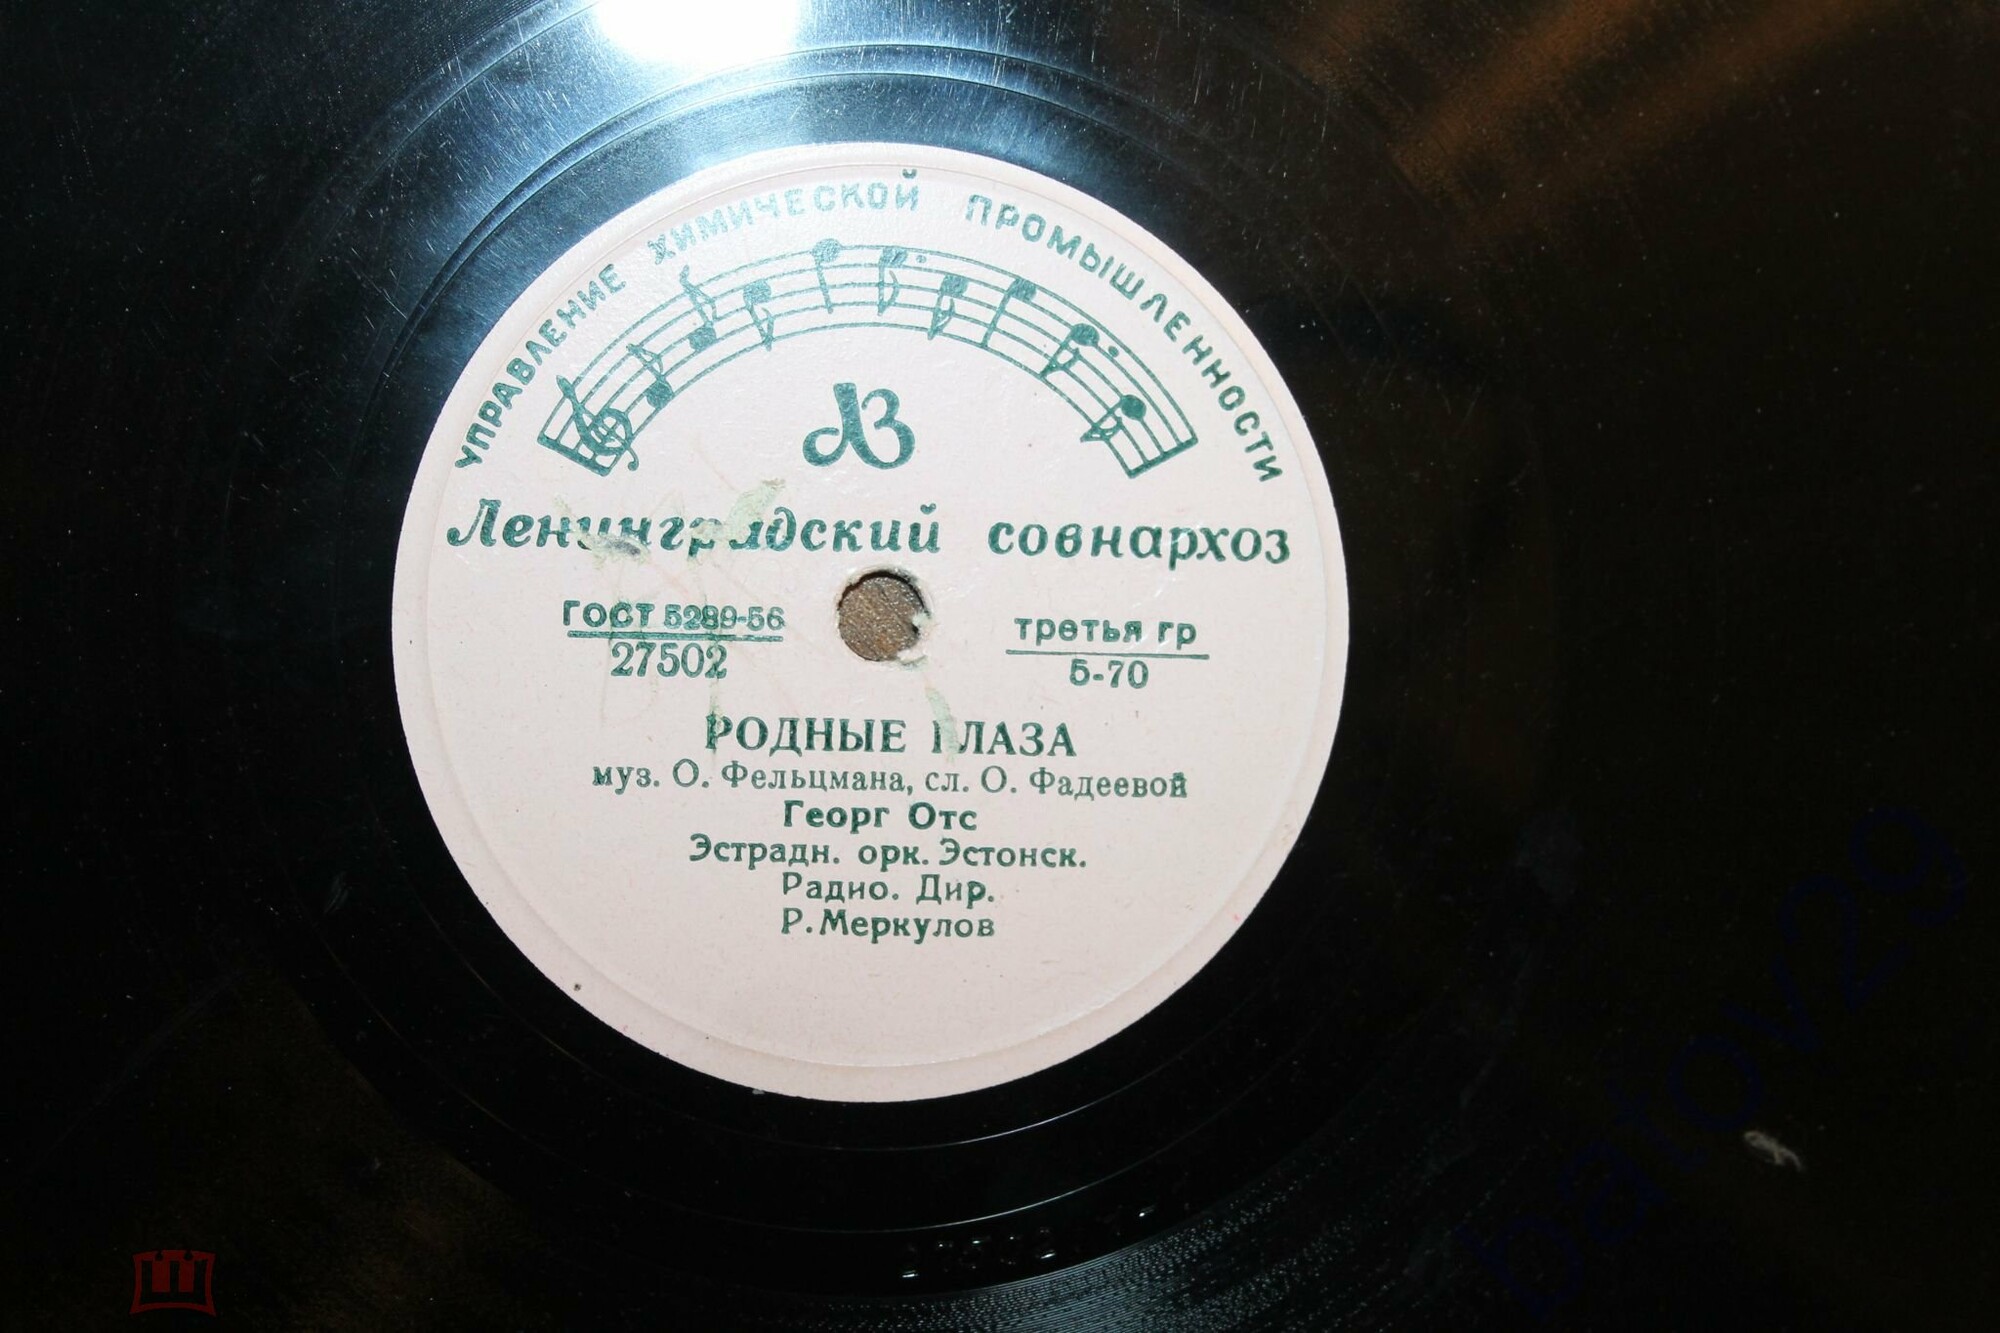 УПРАВЛЕНИЕ ХИМИЧЕСКОЙ ПРОМЫШЛЕННОСТИ
ЛЗ
Ленинградский совнархоз
ГОСТ 5289-56
27502
третья гр
5-70
РОДНЫЕ ГЛАЗА
муз. О. Фельцмана, сл. О. Фадеевой
Георг Отс
Эстрадн. орк. Эстонск.
Радио. Дир.
Р. Меркулов
batov29